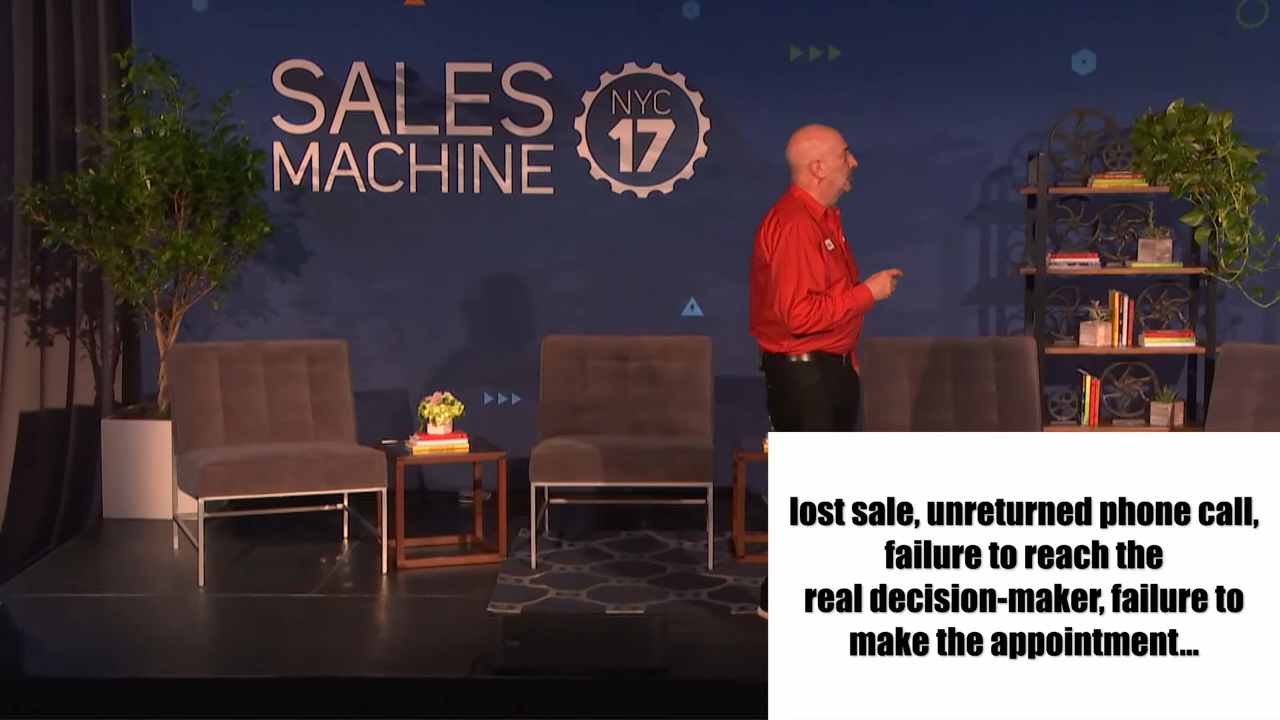 SALES
MACHINE
NYC
17
lost sale, unreturned phone call,
failure to reach the
real decision-maker, failure to
make the appointment...